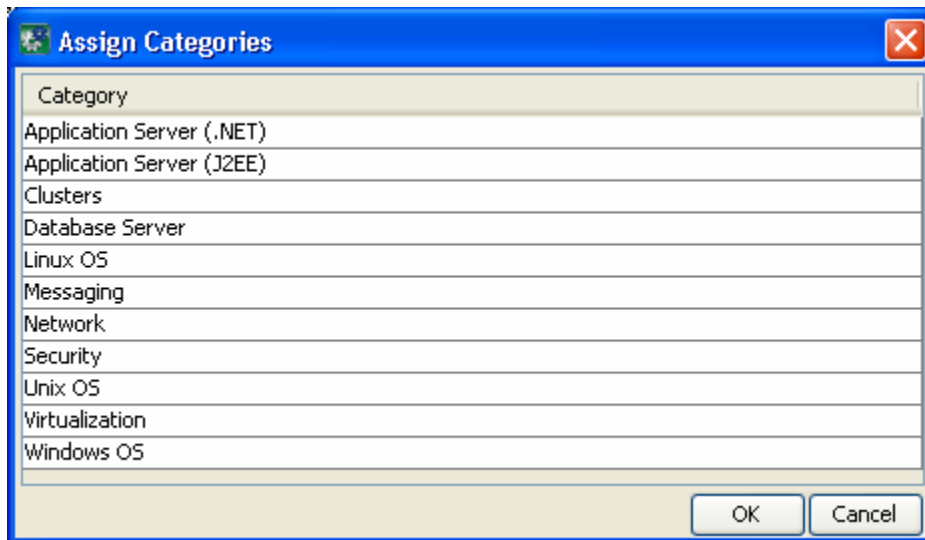 Assign Categories
Category
Application Server (.NET)
Application Server (J2EE)
Clusters
Database Server
Linux OS
Messaging
Network
Security
Unix OS
Virtualization
Windows OS
OK Cancel